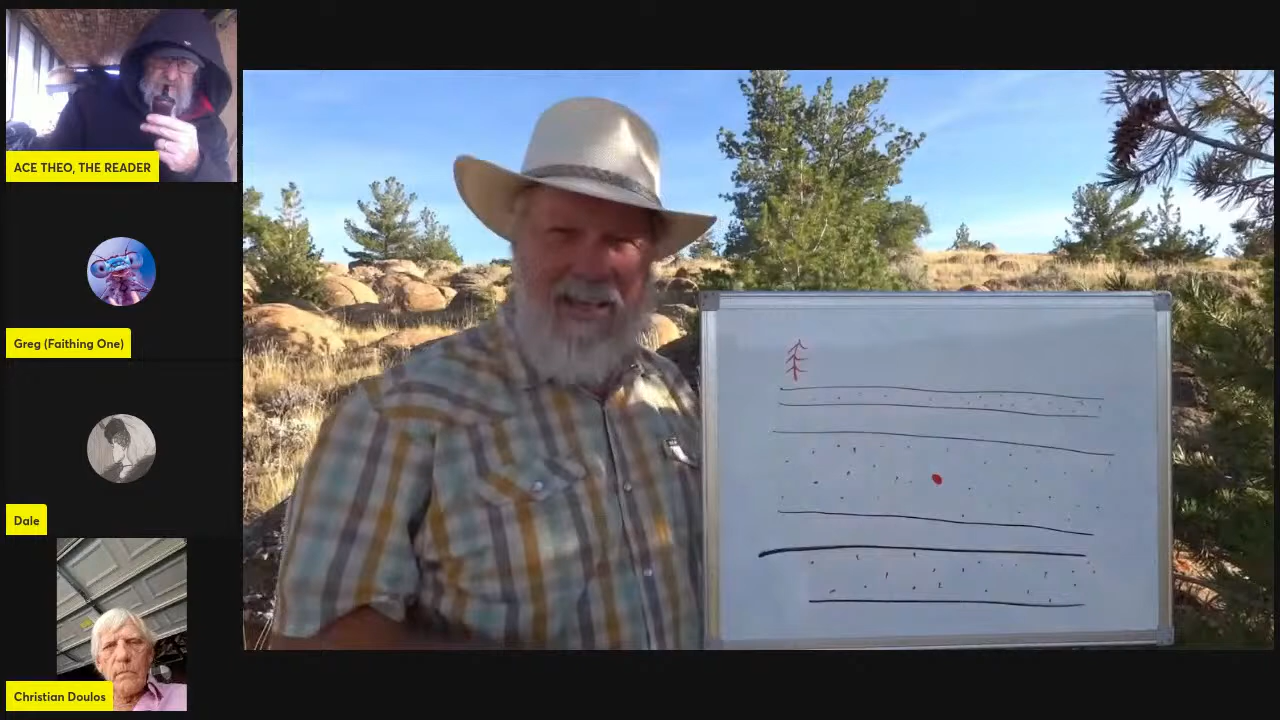 ACE THEO, THE READER
Greg (Faithing One)
Dale
Christian Doulos